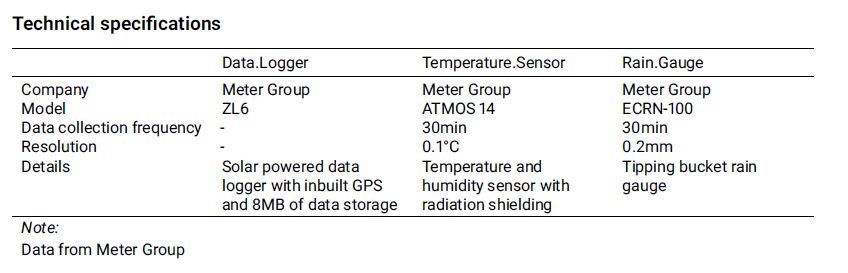 Technical specifications
Data.Logger Temperature.Sensor Rain.Gauge
Company Meter Group Meter Group Meter Group
Model ZL6 ATMOS 14 ECRN-100
Data collection frequency - 30min 30min
Resolution - 0.1°C 0.2mm
Details Solar powered data Temperature and Tipping bucket rain
logger with inbuilt GPS humidity sensor with gauge
and 8MB of data storage radiation shielding
Note:
Data from Meter Group